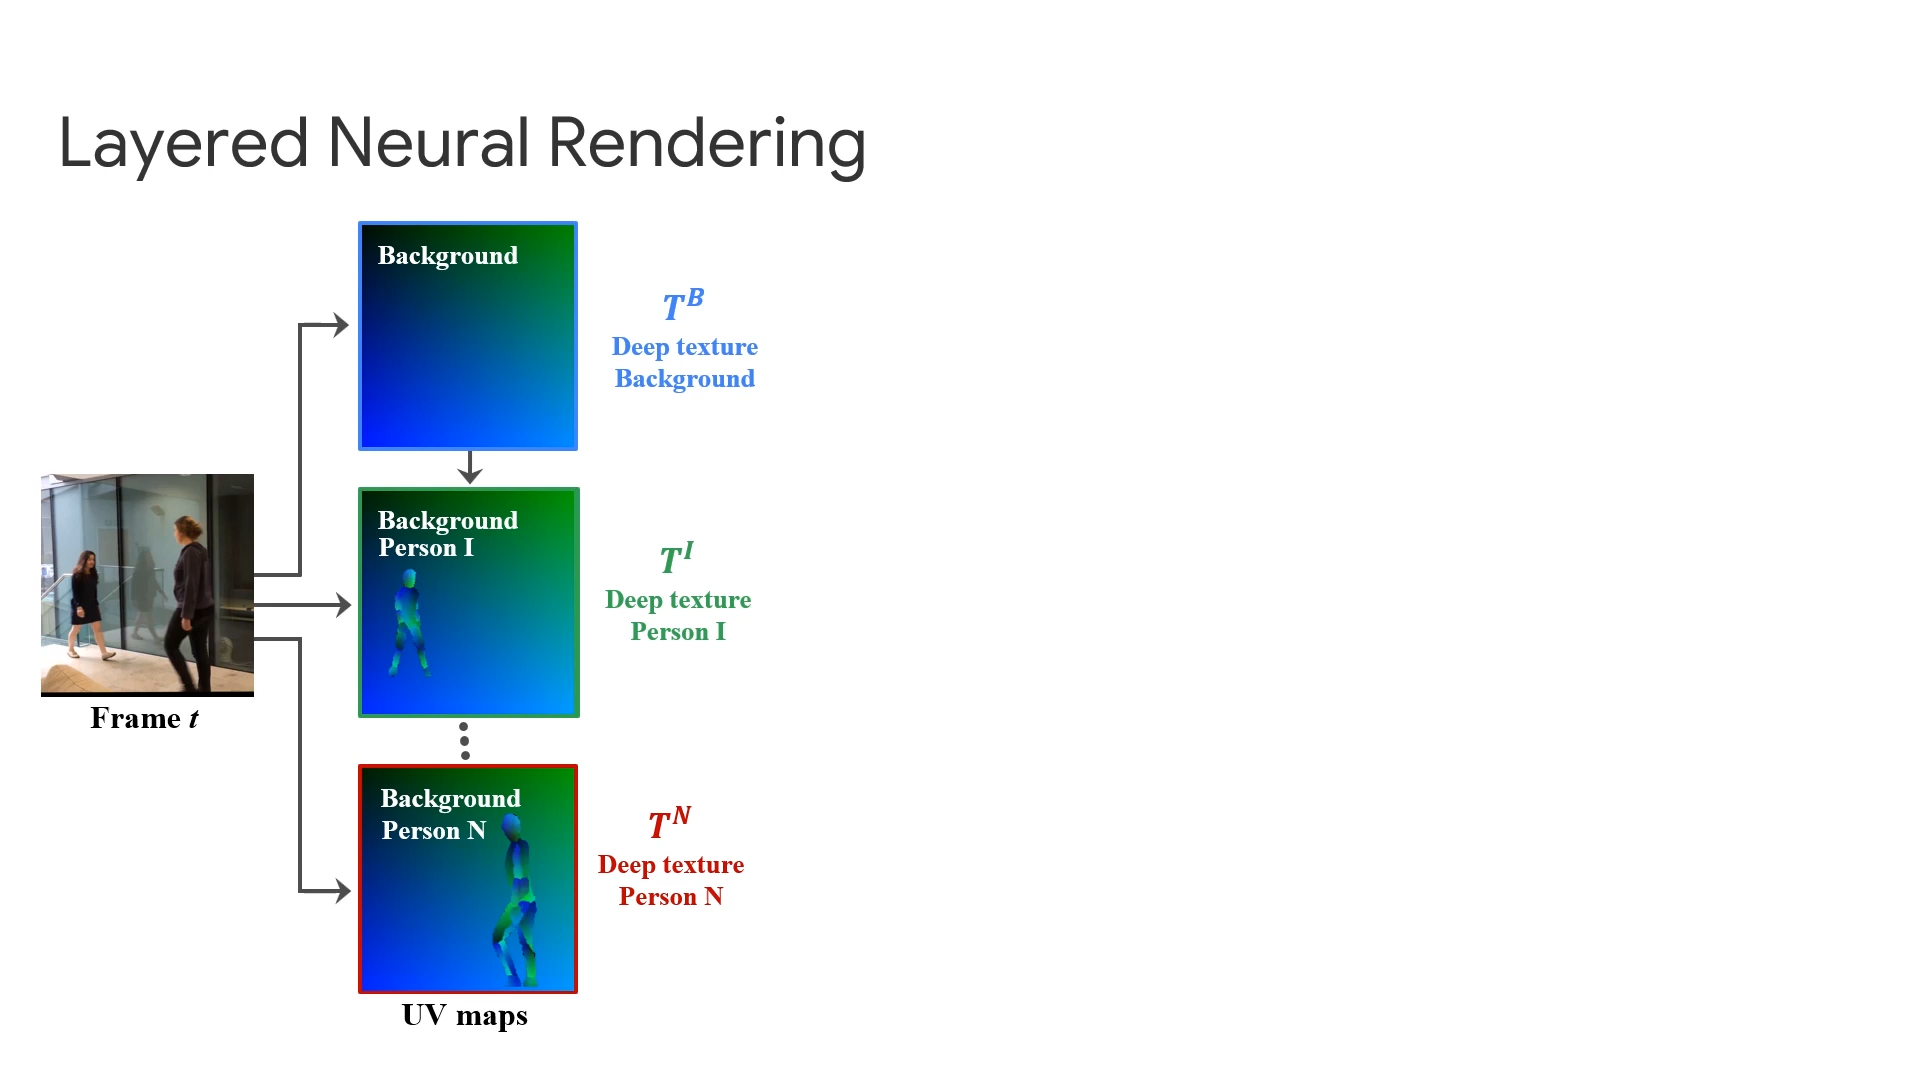 Layered Neural Rendering
Background
T^B
Deep texture
Background
Background
Person I
T^I
Deep texture
Person I
Frame t
Background
Person N
T^N
Deep texture
Person N
UV maps